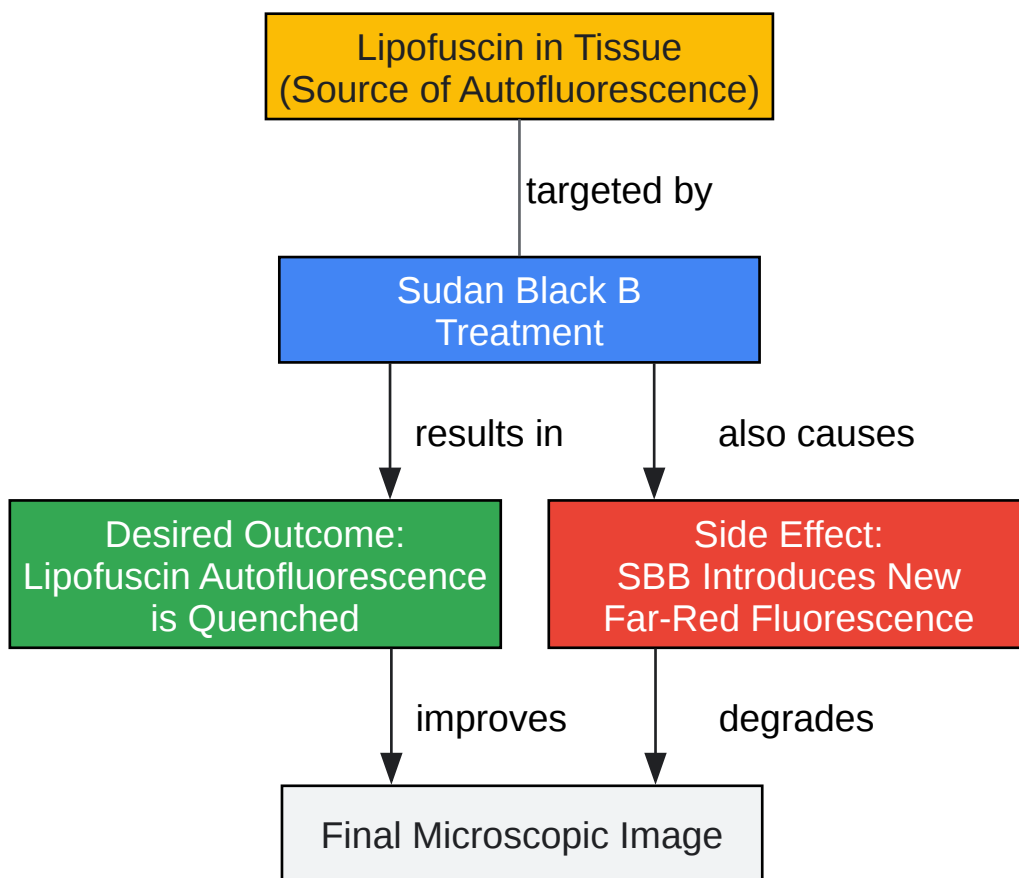 Lipofuscin in Tissue
(Source of Autofluorescence)
targeted by
Sudan Black B
Treatment
results in
also causes
Desired Outcome:
Lipofuscin Autofluorescence
is Quenched
Side Effect:
SBB Introduces New
Far-Red Fluorescence
improves
degrades
Final Microscopic Image